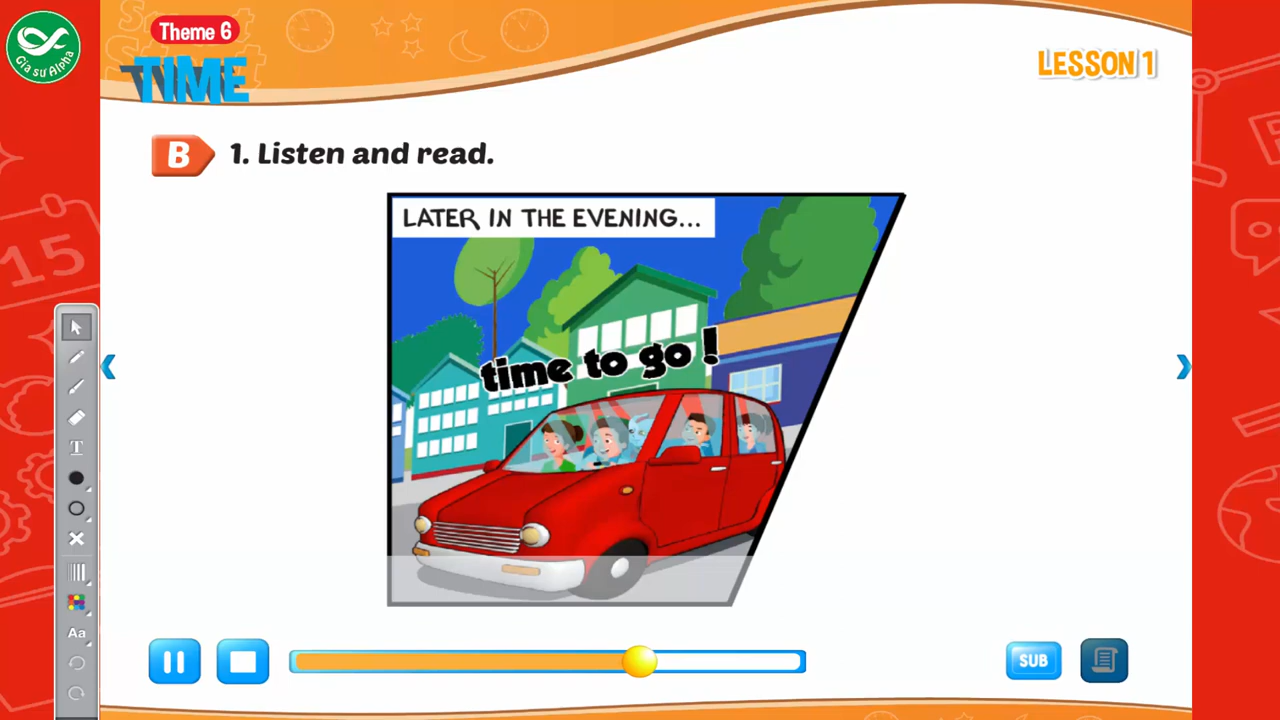 Gia sư Alpha
Theme 6
TIME
LESSON 1
B 1. Listen and read.
LATER IN THE EVENING...
time to go!
SUB
T
Aa
15